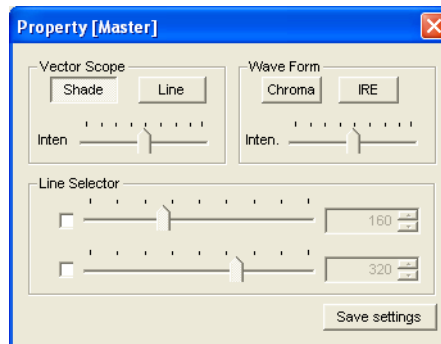 Property [Master]
Vector Scope
Shade Line
Inten
Wave Form
Chroma IRE
Inten.
Line Selector
160
320
Save settings